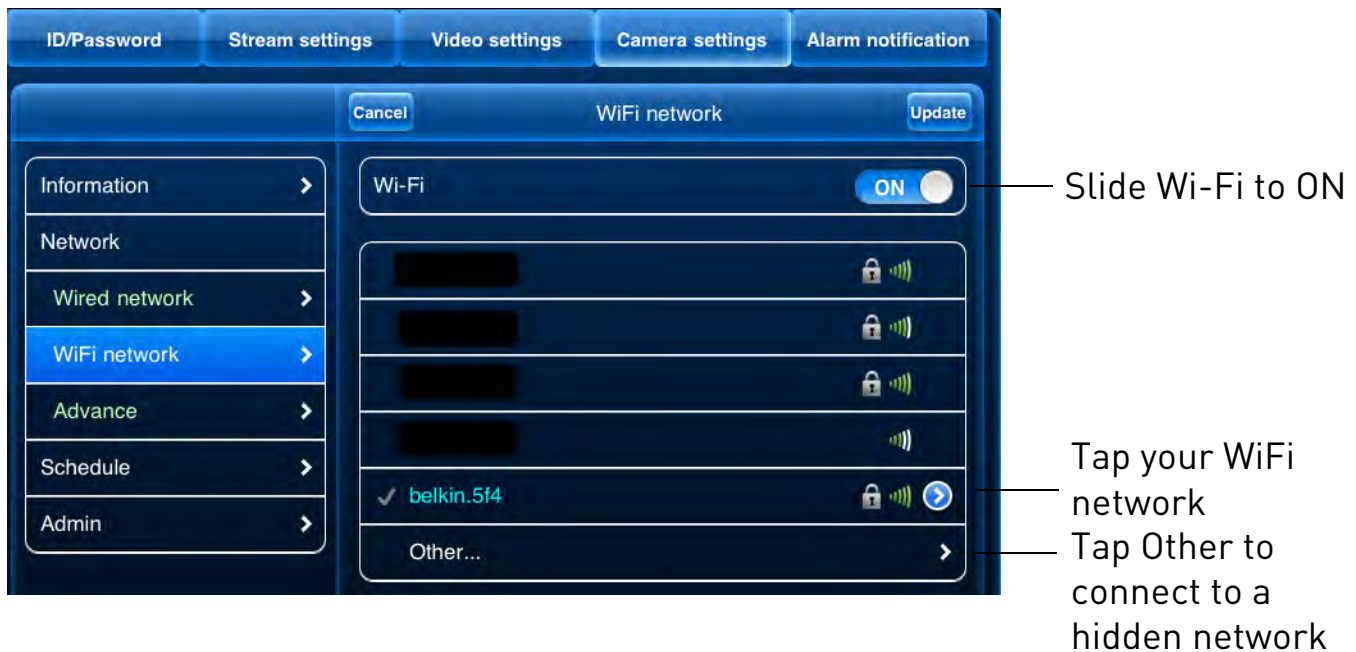 ID/Password Stream settings Video settings Camera settings Alarm notification
Cancel WiFi network Update
Information
Network
Wired network
WiFi network
Advance
Schedule
Admin
Wi-Fi ON
belkin.5f4
Other...
Slide Wi-Fi to ON
Tap your WiFi
network
Tap Other to
connect to a
hidden network